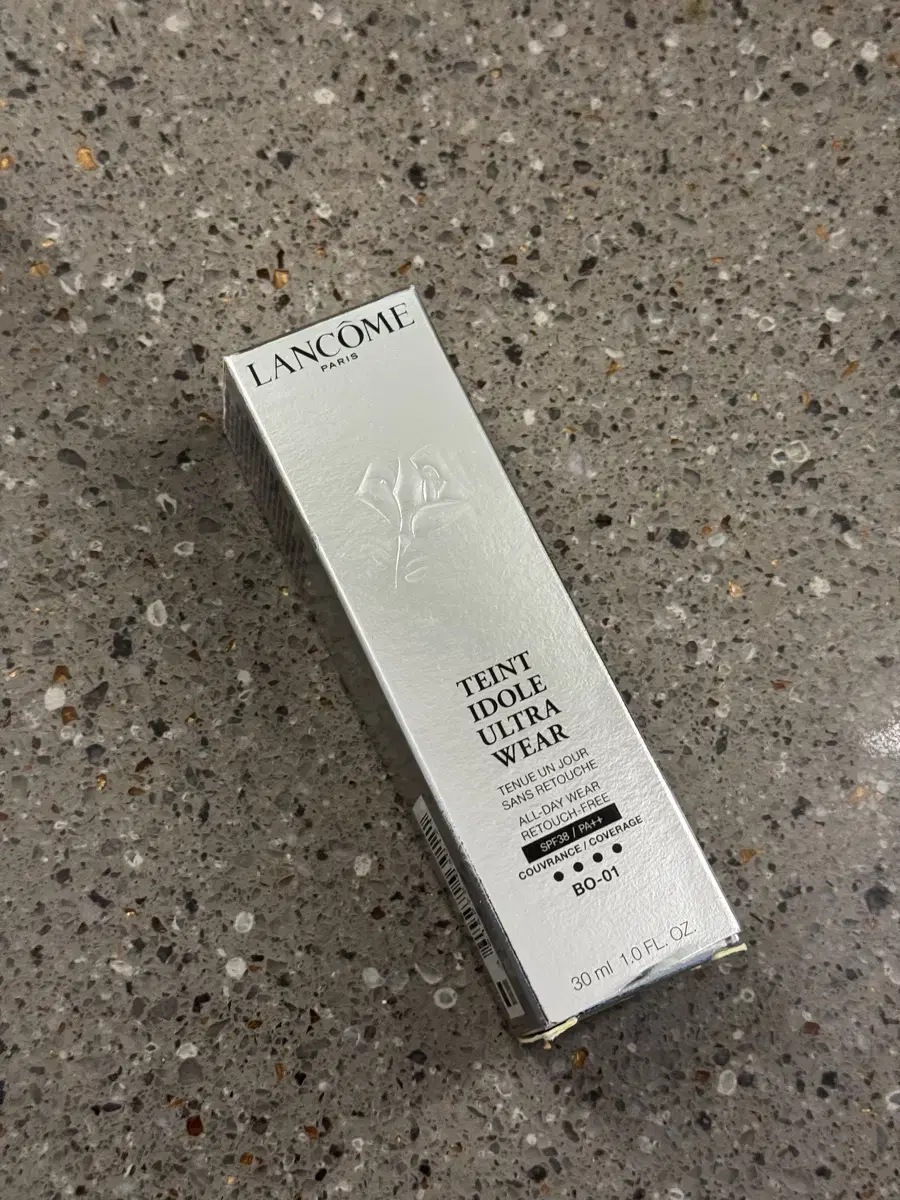 LANCÔME
PARIS
TEINT
IDOLE
ULTRA
WEAR
TENUE UN JOUR
SANS RETOUCHE
ALL-DAY WEAR
RETOUCH-FREE
SPF38 / PA++
COUVRANCE / COVERAGE
BO-01
30 ml 1.0 FL. OZ.